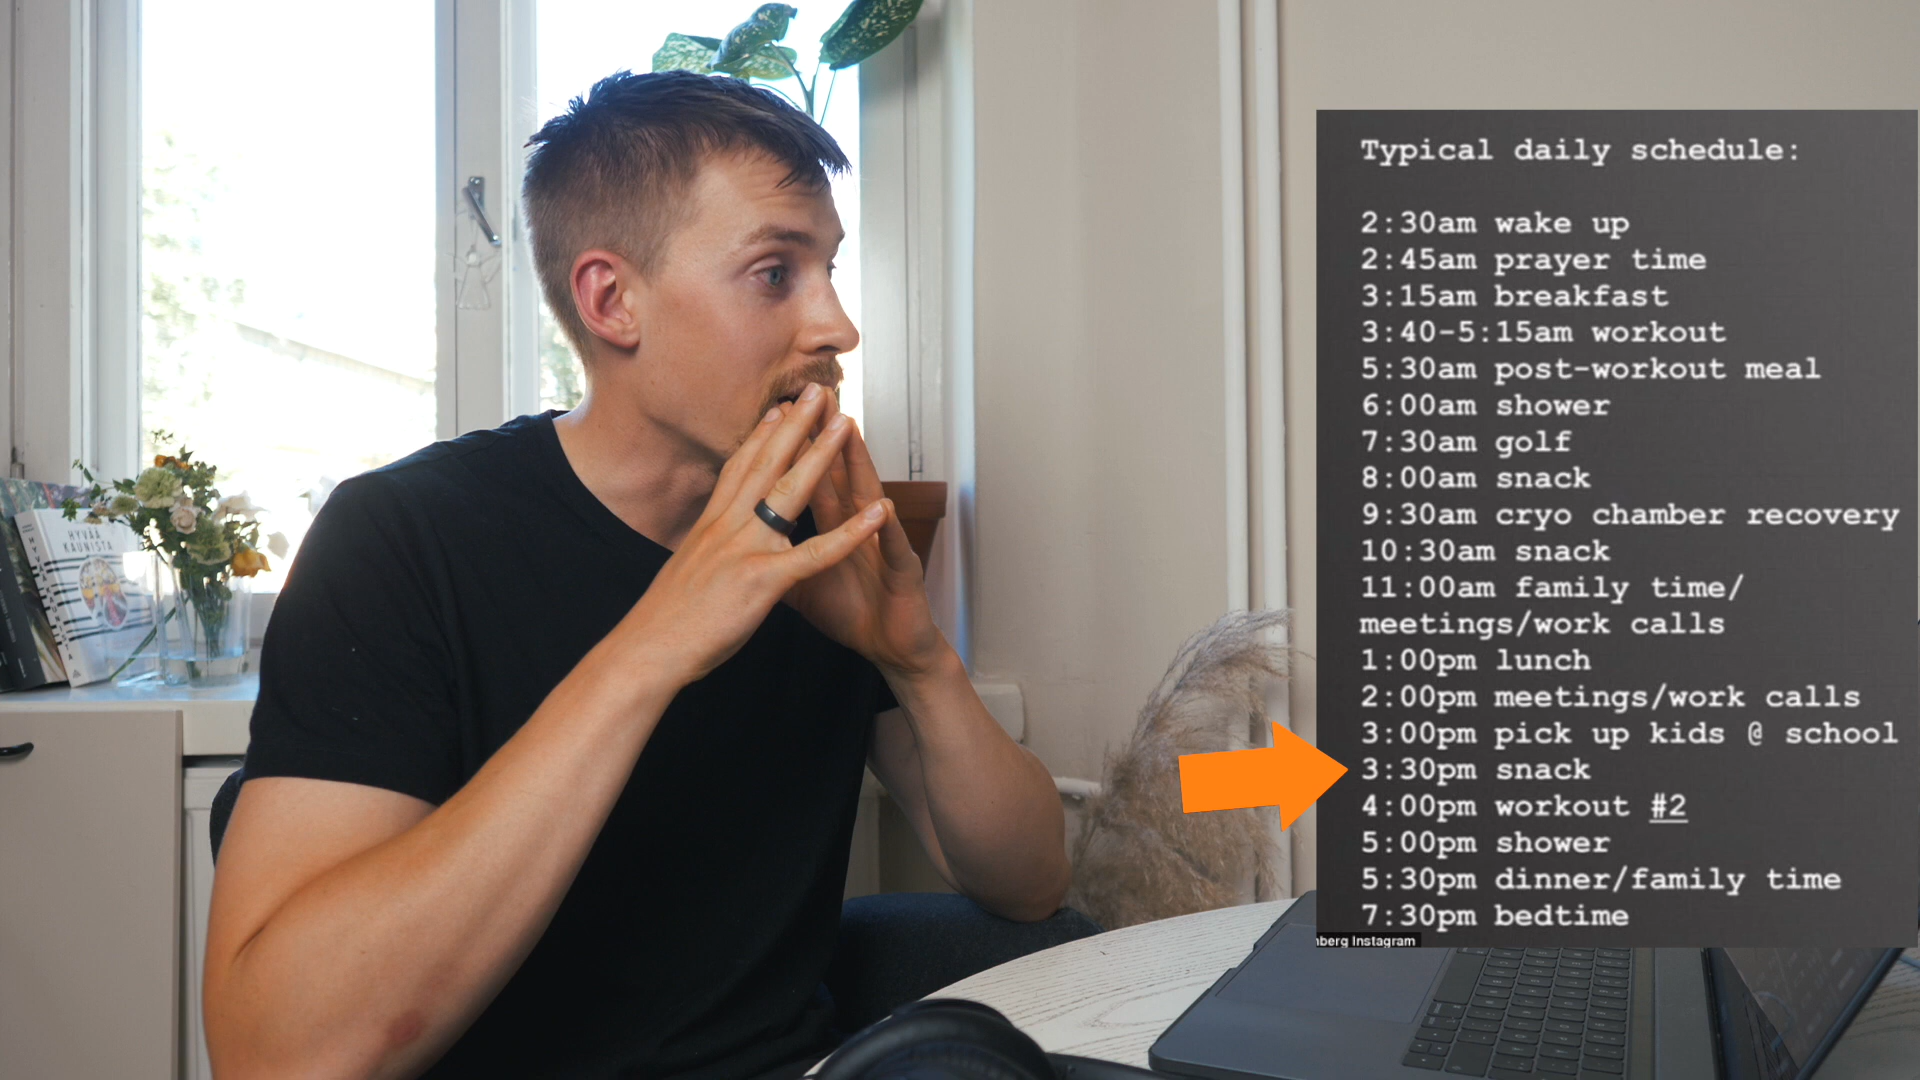 HYVÄÄ
KAUNISTA
Typical daily schedule:
2:30am wake up
2:45am prayer time
3:15am breakfast
3:40-5:15am workout
5:30am post-workout meal
6:00am shower
7:30am golf
8:00am snack
9:30am cryo chamber recovery
10:30am snack
11:00am family time/
meetings/work calls
1:00pm lunch
2:00pm meetings/work calls
3:00pm pick up kids @ school
3:30pm snack
4:00pm workout #2
5:00pm shower
5:30pm dinner/family time
7:30pm bedtime
nberg Instagram